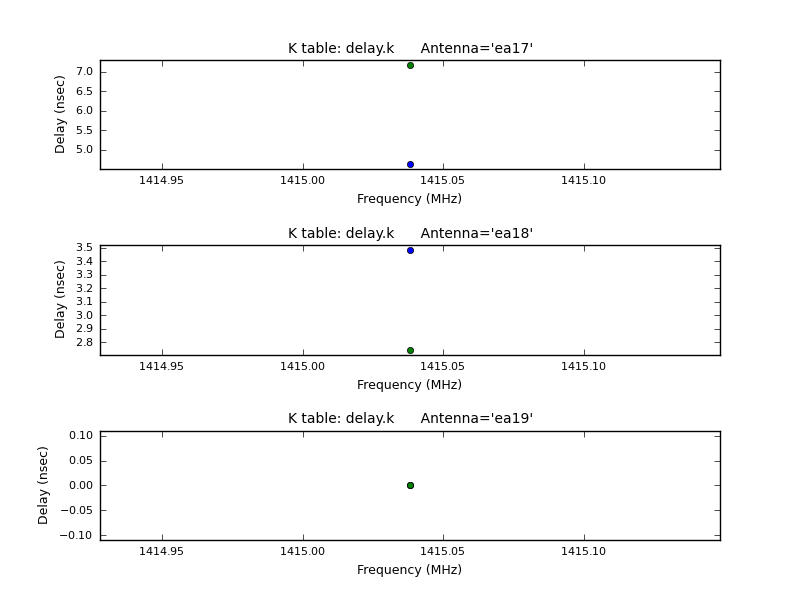 K table: delay.k Antenna='ea17'
7.0
6.5
6.0
5.5
5.0
Delay (nsec)
1414.95 1415.00 1415.05 1415.10
Frequency (MHz)
K table: delay.k Antenna='ea18'
3.5
3.4
3.3
3.2
3.1
3.0
2.9
2.8
Delay (nsec)
1414.95 1415.00 1415.05 1415.10
Frequency (MHz)
K table: delay.k Antenna='ea19'
0.10
0.05
0.00
−0.05
−0.10
Delay (nsec)
1414.95 1415.00 1415.05 1415.10
Frequency (MHz)